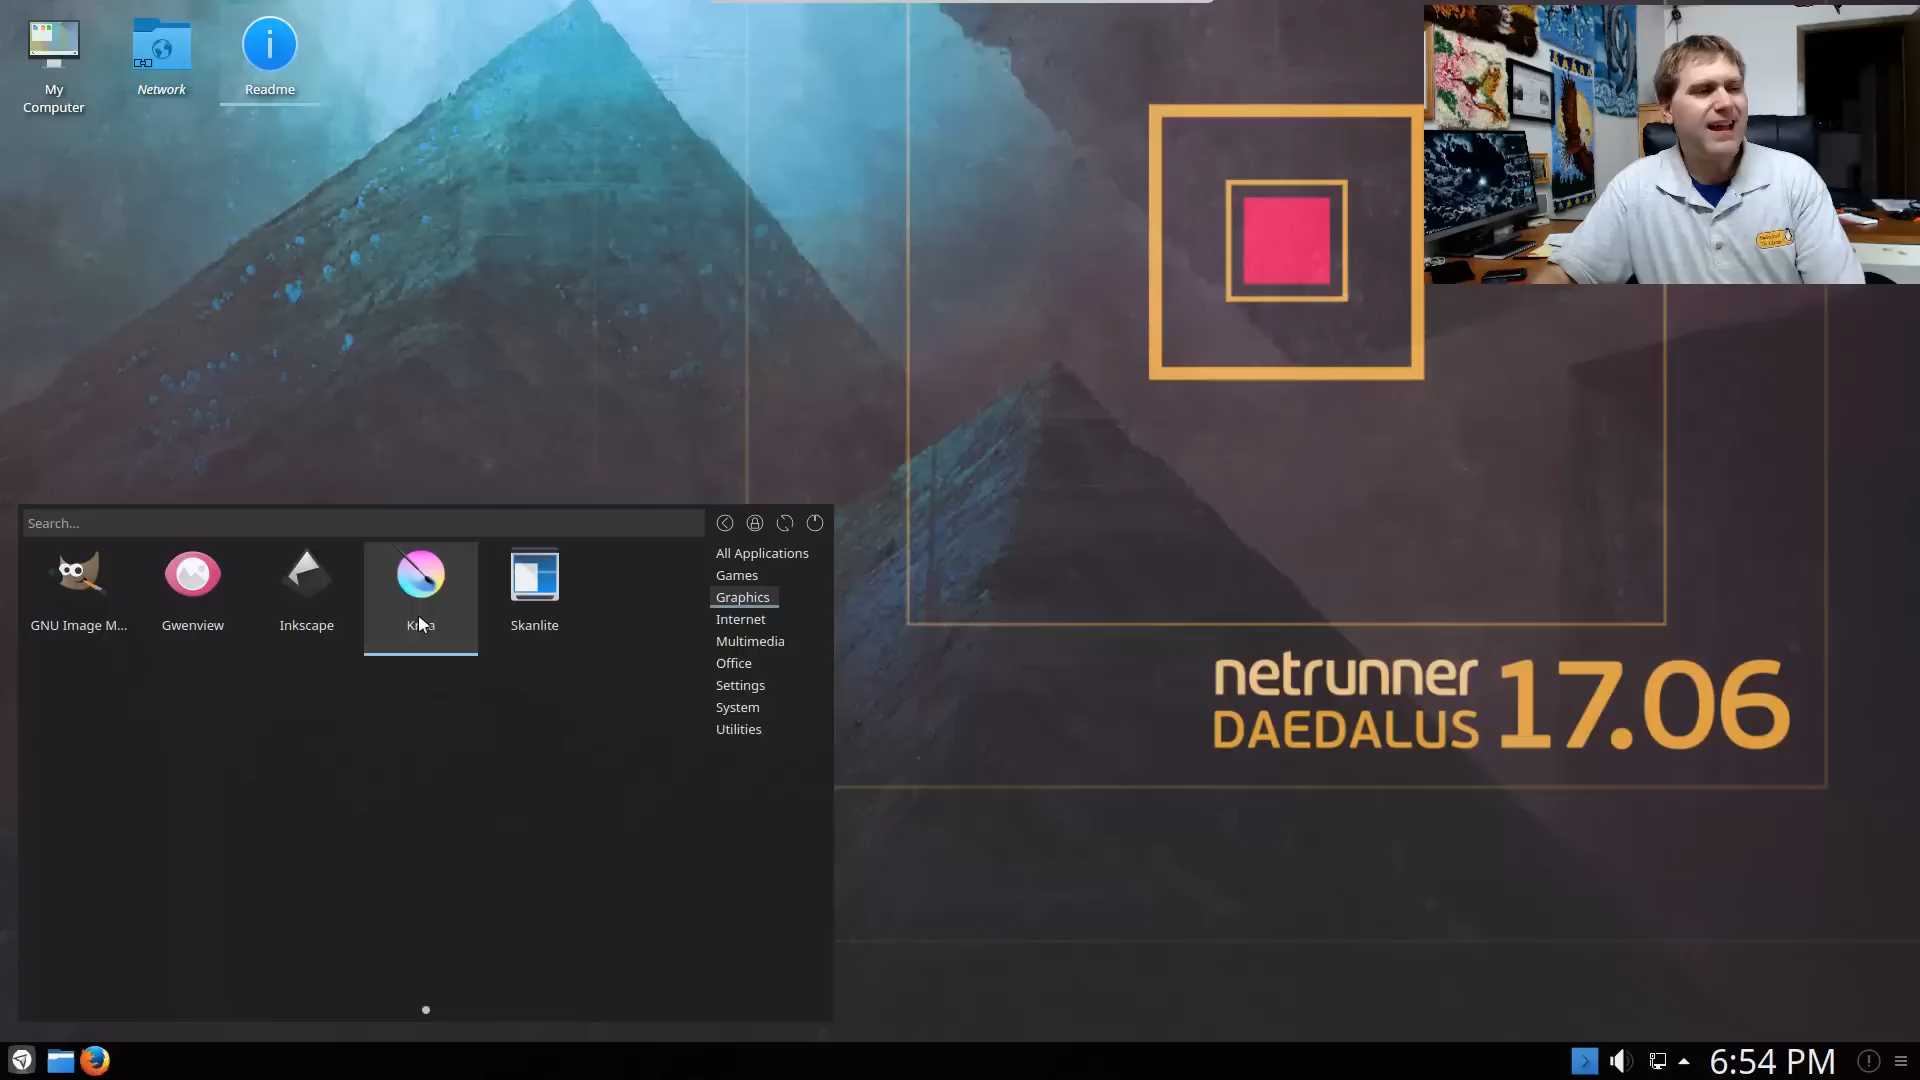 My
Computer
Network
Readme
Search...
GNU Image M...
Gwenview
Inkscape
Skanlite
All Applications
Games
Graphics
Internet
Multimedia
Office
Settings
System
Utilities
netrunner
DAEDALUS
17.06
6:54 PM